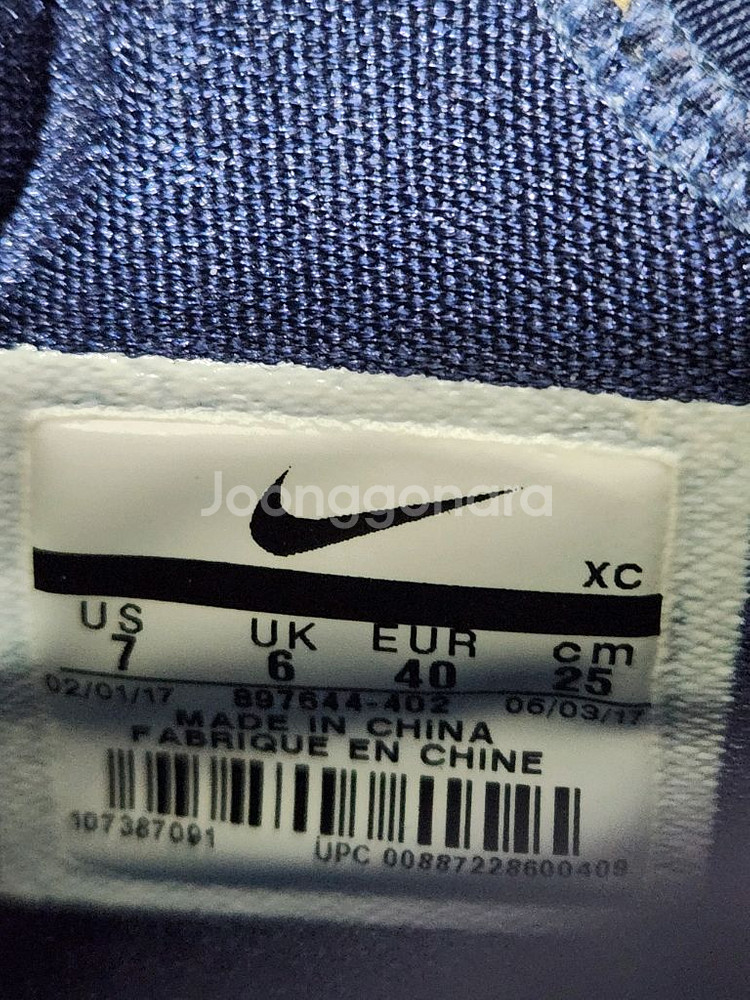 Joonggonara
XC
US UK EUR cm
7 6 40 25
02/01/17 897644-402 06/03/17
MADE IN CHINA
FABRIQUE EN CHINE
107387091 UPC 00887228600409